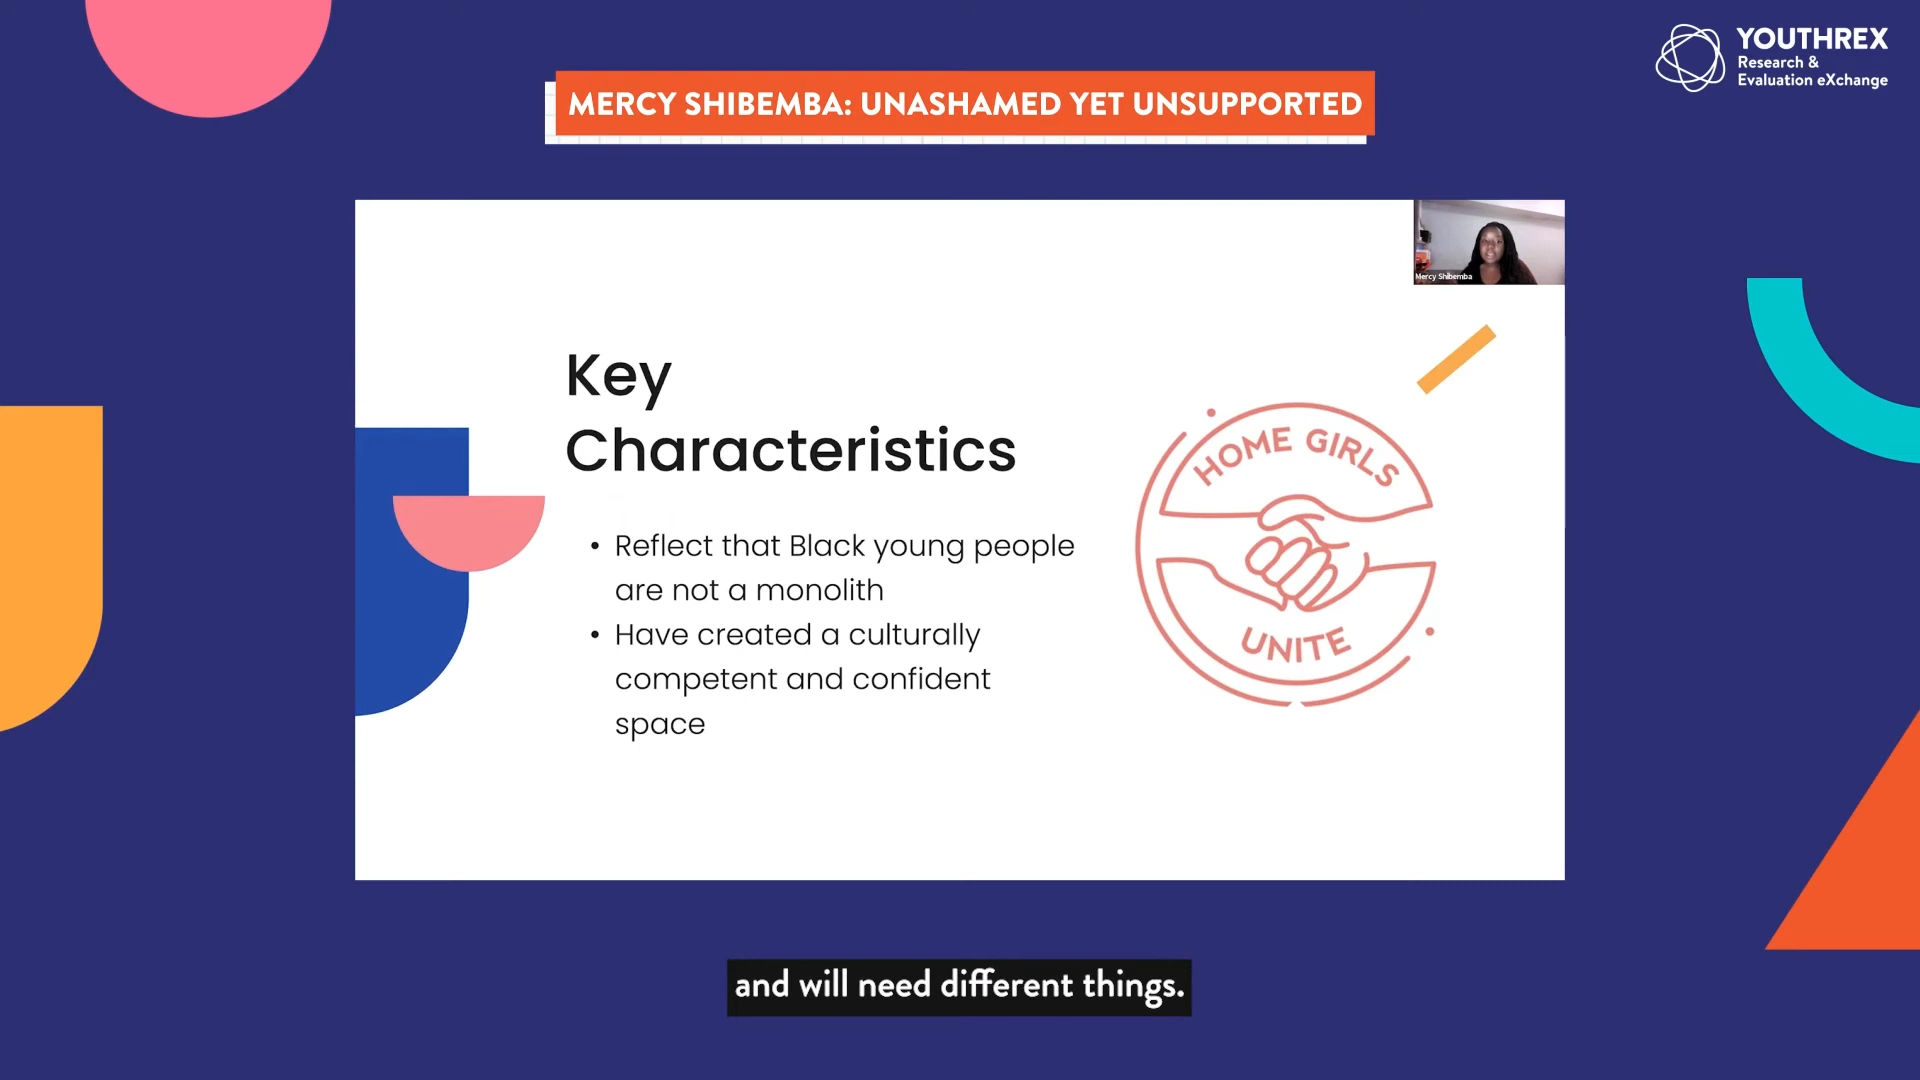 YOUTHREX
Research &
Evaluation eXchange
MERCY SHIBEMBA: UNASHAMED YET UNSUPPORTED
Mercy Shibemba
Key
Characteristics
• Reflect that Black young people
are not a monolith
• Have created a culturally
competent and confident
space
HOME GIRLS
UNITE
and will need different things.